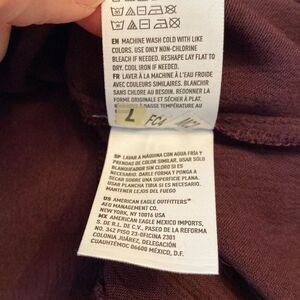 EN MACHINE WASH COLD WITH LIKE
COLORS. USE ONLY NON-CHLORINE
BLEACH IF NEEDED. RESHAPE LAY FLAT TO
DRY. COOL IRON IF NEEDED.
FR LAVER À LA MACHINE À L'EAU FROIDE
AVEC COULEURS SIMILAIRES. BLANCHIR
SANS CHLORE AU BESOIN. REDONNER LA
FORME ORIGINALE ET SÉCHER À PLAT.
BASSE TEMPÉRATURE AU
L FC4
SP LAVAR A MÁQUINA CON AGUA FRÍA Y
PRENDAS DE COLOR SIMILAR. USAR SÓLO
BLANQUEADOR SIN CLORO SI ES
NECESARIO. DARLE FORMA Y PONGA A
SECAR SOBRE UNA SUPERFICIE PLANA.
USAR PLANCHA TIBIA SI ES NECESARIO
MANTENER LEJOS DEL FUEGO
US AMERICAN EAGLE OUTFITTERS
AEO MANAGEMENT CO.
NEW YORK, NY 10016 USA
MX AMERICAN EAGLE MEXICO IMPORTS,
S. DE R.L. DE C.V., PASEO DE LA REFORMA
NO. 342 PISO 23-OFICINA 2301
COLONIA JUÁREZ, DELEGACIÓN
CUAUHTÉMOC 06600 MÉXICO, D.F.